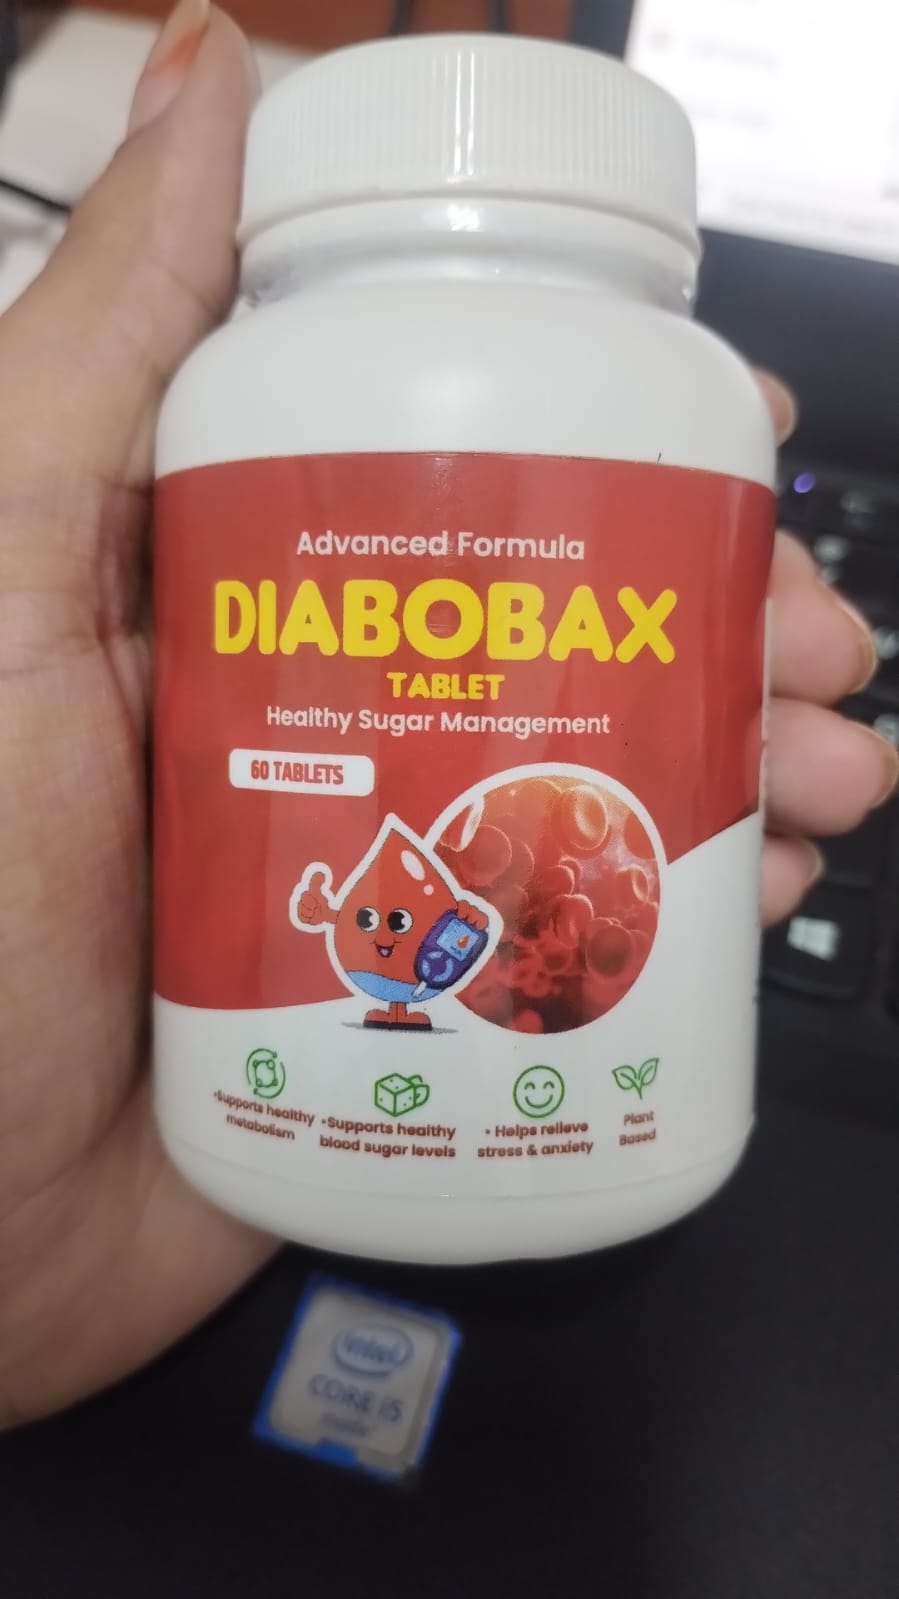 Advanced Formula
DIABOBAX
TABLET
Healthy Sugar Management
60 TABLETS
•Supports healthy
metabolism
•Supports healthy
blood sugar levels
• Helps relieve
stress & anxiety
Plant
Based
intel
CORE i5